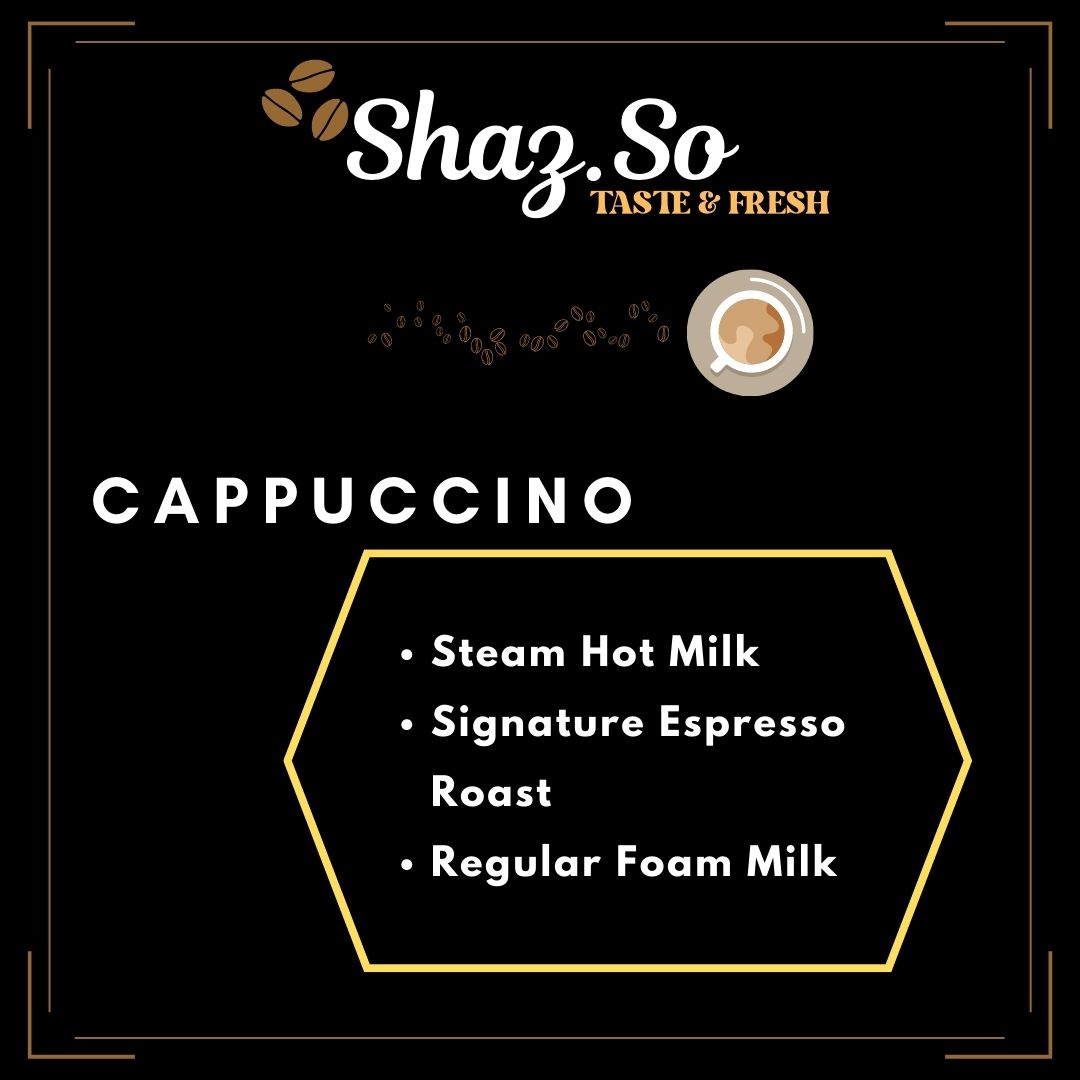 Shaz.So
TASTE & FRESH
CAPPUCCINO
• Steam Hot Milk
• Signature Espresso
Roast
• Regular Foam Milk